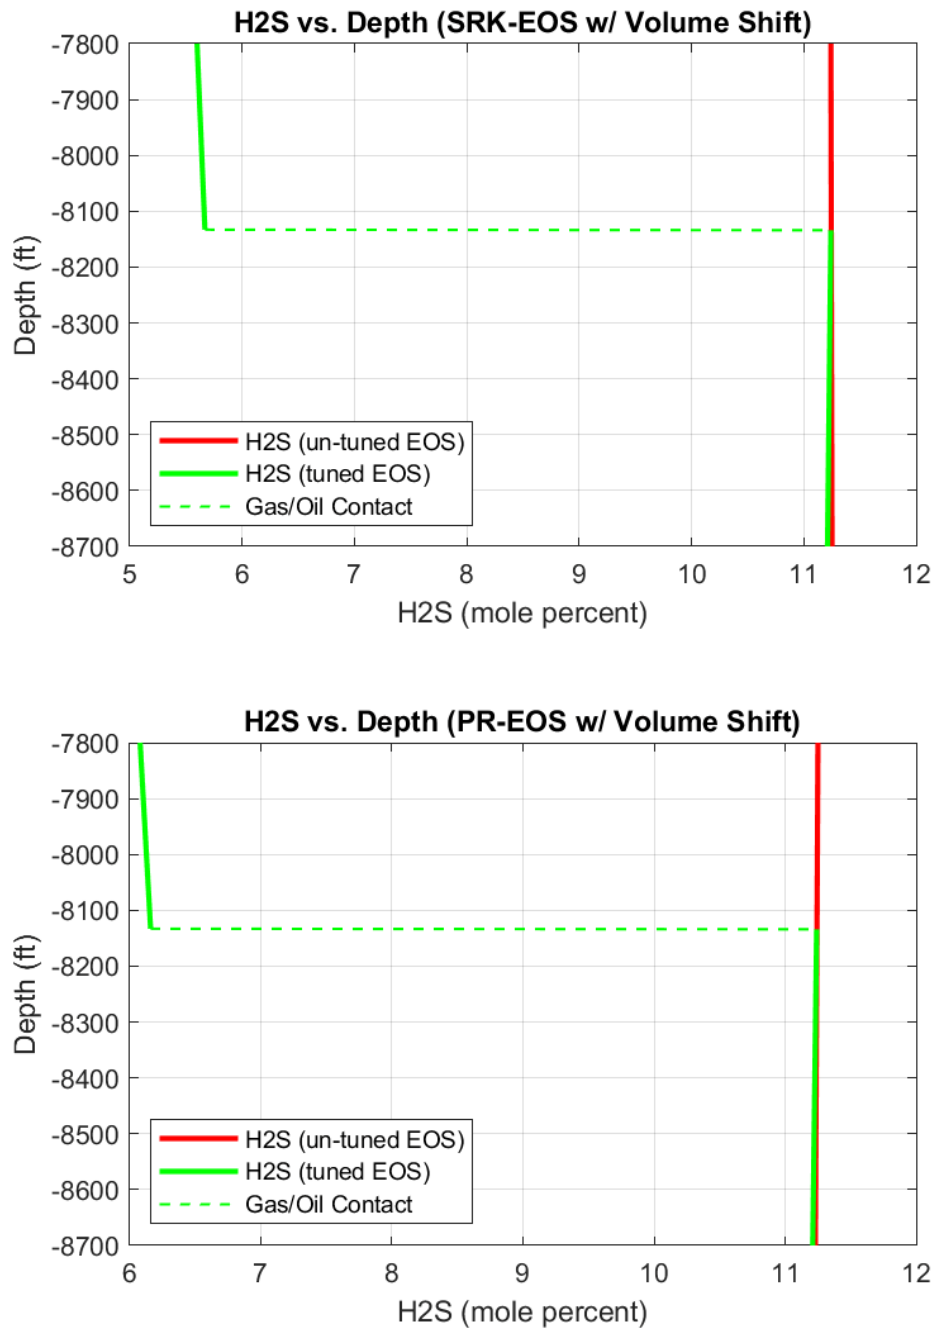 H2S vs. Depth (SRK-EOS w/ Volume Shift)
-7800
-7900
-8000
-8100
-8200
-8300
-8400
-8500
-8600
-8700
Depth (ft)
H2S (un-tuned EOS)
H2S (tuned EOS)
Gas/Oil Contact
5 6 7 8 9 10 11 12
H2S (mole percent)
H2S vs. Depth (PR-EOS w/ Volume Shift)
-7800
-7900
-8000
-8100
-8200
-8300
-8400
-8500
-8600
-8700
Depth (ft)
H2S (un-tuned EOS)
H2S (tuned EOS)
Gas/Oil Contact
6 7 8 9 10 11 12
H2S (mole percent)